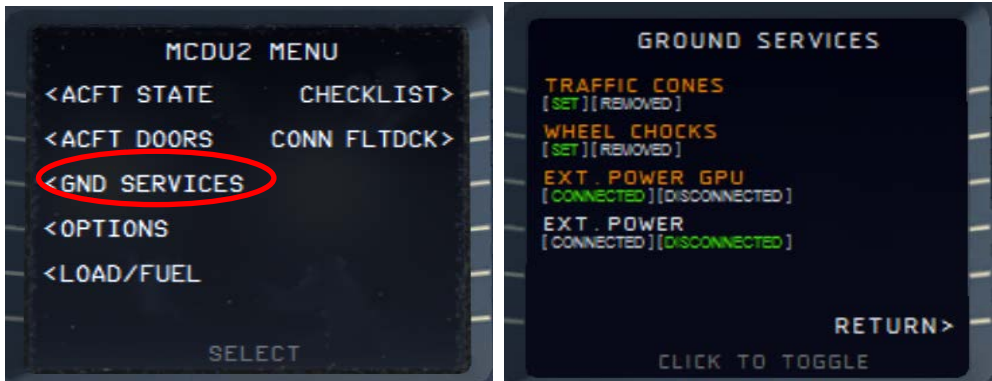 MCDU2 MENU
<ACFT STATE CHECKLIST>
<ACFT DOORS CONN FLTDCK>
<GND SERVICES
<OPTIONS
<LOAD/FUEL
SELECT
GROUND SERVICES
TRAFFIC CONES
[SET][REMOVED]
WHEEL CHOCKS
[SET][REMOVED]
EXT.POWER GPU
[CONNECTED][DISCONNECTED]
EXT.POWER
[CONNECTED][DISCONNECTED]
RETURN>
CLICK TO TOGGLE